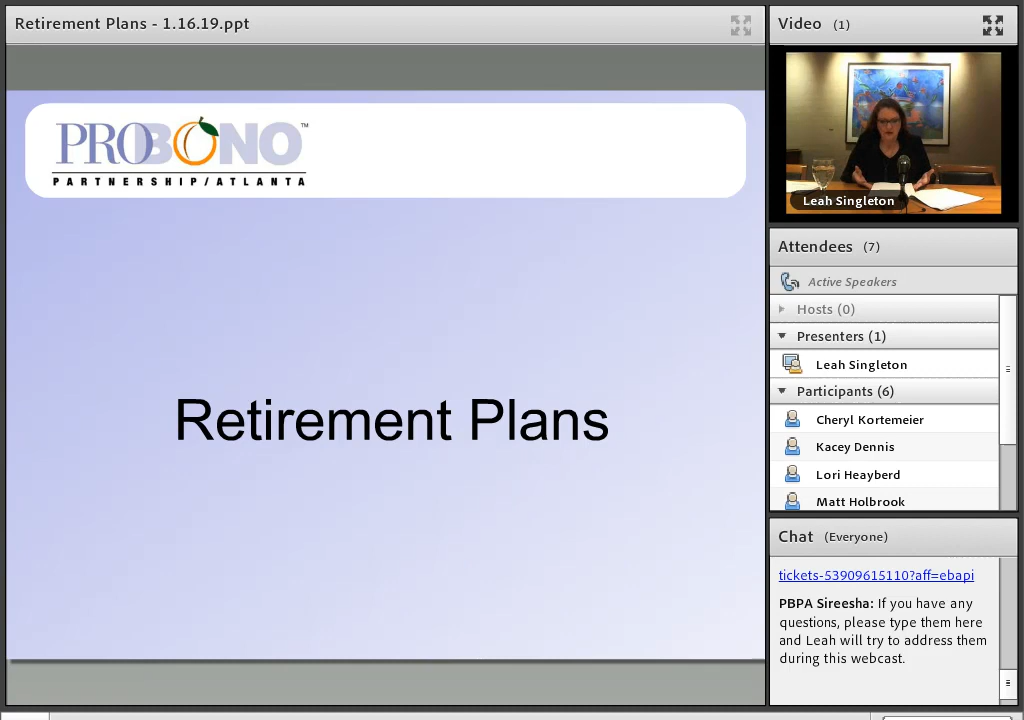 Retirement Plans - 1.16.19.ppt
PROBONO™
PARTNERSHIP/ATLANTA
Retirement Plans
Video (1)
Leah Singleton
Attendees (7)
Active Speakers
Hosts (0)
Presenters (1)
Leah Singleton
Participants (6)
Cheryl Kortemeier
Kacey Dennis
Lori Heayberd
Matt Holbrook
Chat (Everyone)
tickets-53909615110?aff=ebapi
PBPA Sireesha: If you have any
questions, please type them here
and Leah will try to address them
during this webcast.